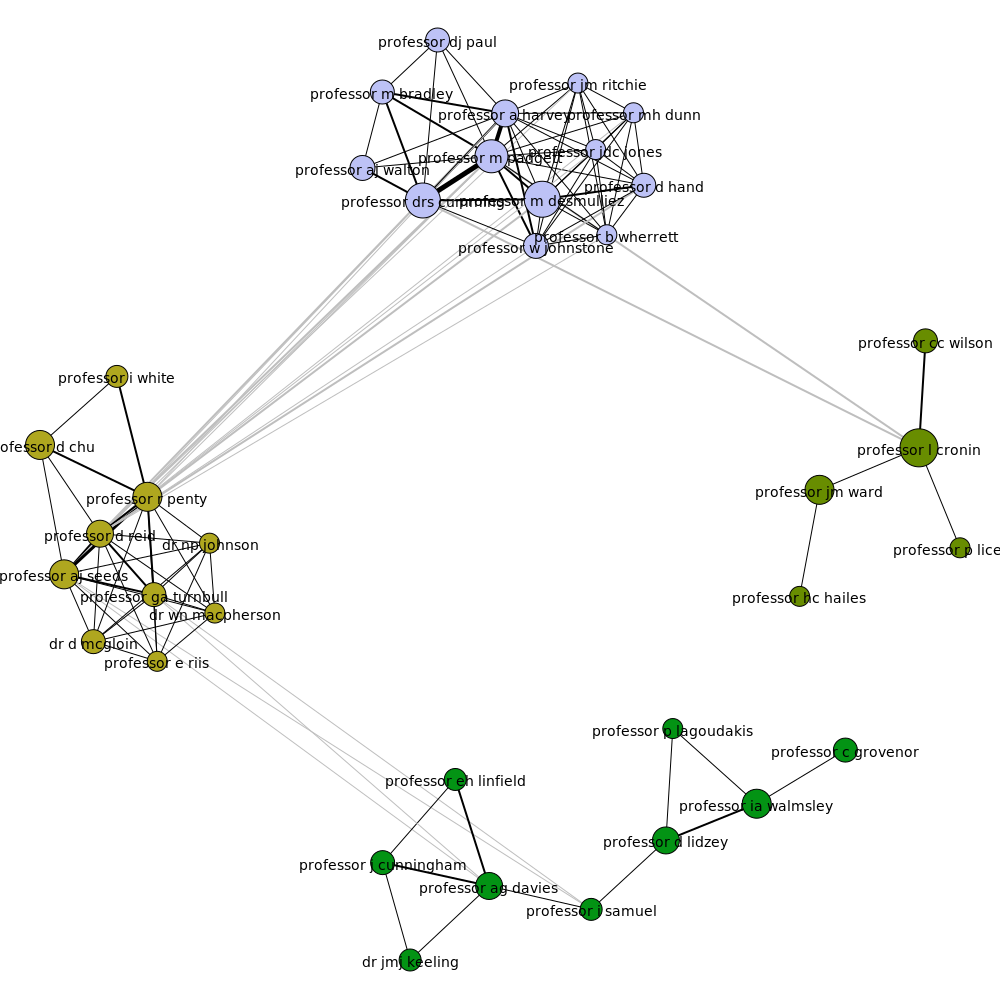 professor dj paul
professor jm ritchie
professor m bradley
professor a harvey
professor mh dunn
professor jdc jones
professor m padgett
professor aj walton
professor d hand
professor drs cumming
professor m desmulliez
professor b wherrett
professor w johnstone
professor cc wilson
professor i white
ofessor d chu
professor l cronin
professor jm ward
professor r penty
professor d reid
dr np johnson
professor p lice
professor aj seeds
professor ga turnbull
professor hc hailes
dr wn macpherson
dr d mcgloin
professor e riis
professor p lagoudakis
professor c grovenor
professor eh linfield
professor ia walmsley
professor d lidzey
professor j cunningham
professor ag davies
professor i samuel
dr jmj keeling